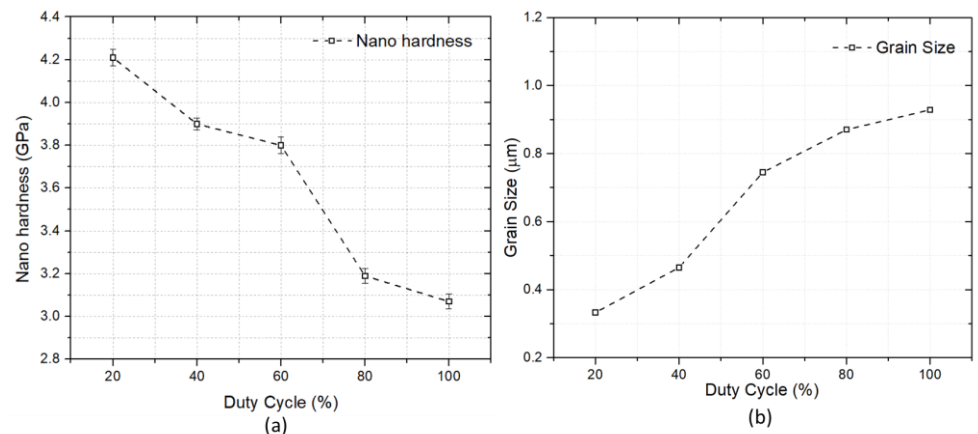 4.4
4.2
4.0
3.8
3.6
3.4
3.2
3.0
2.8
Nano hardness (GPa)
Nano hardness
20 40 60 80 100
Duty Cycle (%)
(a)
1.2
1.0
0.8
0.6
0.4
0.2
Grain Size (μm)
Grain Size
20 40 60 80 100
Duty Cycle (%)
(b)